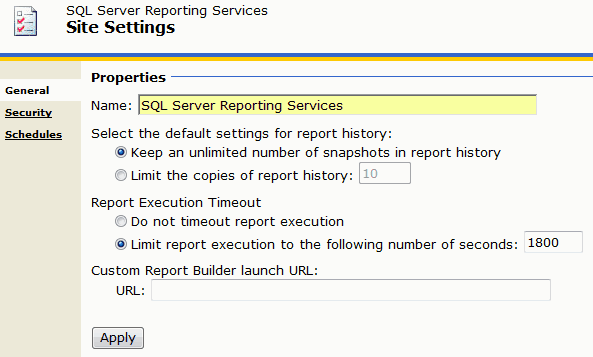 SQL Server Reporting Services
Site Settings
General
Security
Schedules
Properties
Name: SQL Server Reporting Services
Select the default settings for report history:
Keep an unlimited number of snapshots in report history
Limit the copies of report history: 10
Report Execution Timeout
Do not timeout report execution
Limit report execution to the following number of seconds: 1800
Custom Report Builder launch URL:
URL:
Apply